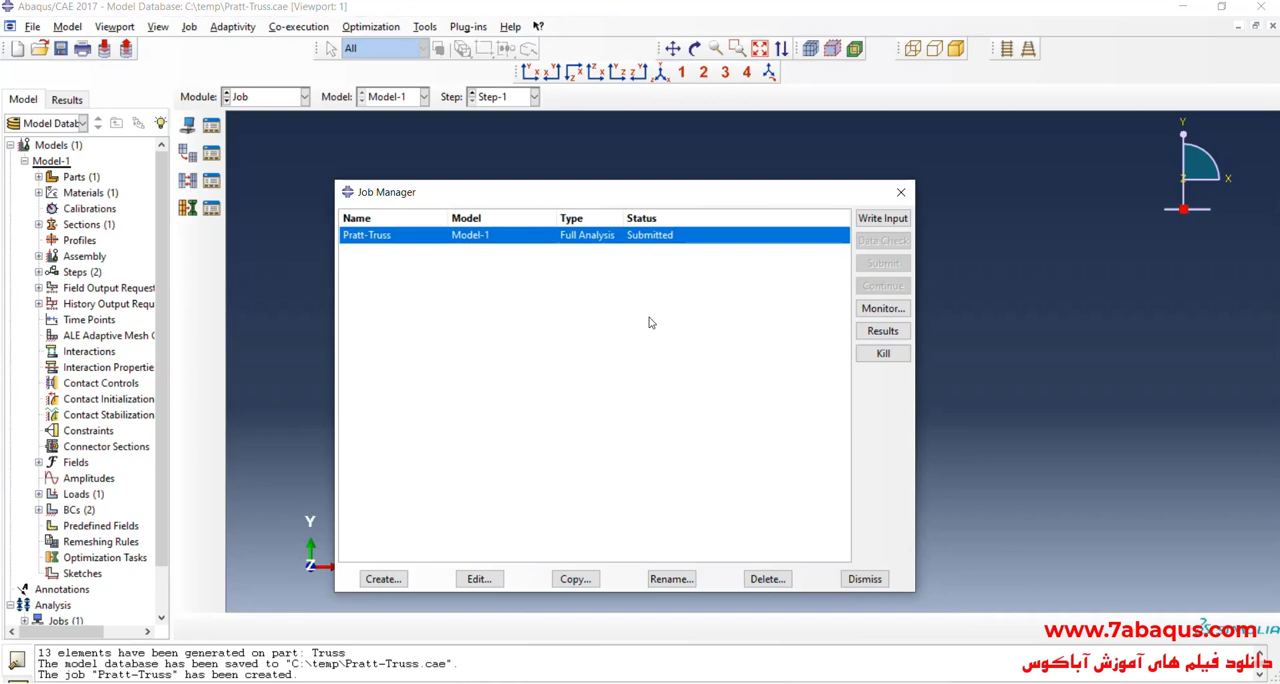 Abaqus/CAE 2017 - Model Database: C:\temp\Pratt-Truss.cae [Viewport: 1]
File Model Viewport View Job Adaptivity Co-execution Optimization Tools Plug-ins Help
All
1 2 3 4
Model Results Module: Job Model: Model-1 Step: Step-1
Model Datab
Models (1)
Model-1
Parts (1)
Materials (1)
Calibrations
Sections (1)
Profiles
Assembly
Steps (2)
Field Output Request
History Output Requ
Time Points
ALE Adaptive Mesh C
Interactions
Interaction Propertie
Contact Controls
Contact Initialization
Contact Stabilization
Constraints
Connector Sections
Fields
Amplitudes
Loads (1)
BCs (2)
Predefined Fields
Remeshing Rules
Optimization Tasks
Sketches
Annotations
Analysis
Jobs (1)
Job Manager
Name Model Type Status
Pratt-Truss Model-1 Full Analysis Submitted
Write Input
Data Check
Submit
Continue
Monitor...
Results
Kill
Create... Edit... Copy... Rename... Delete... Dismiss
Y
X
Z
Y
Z
13 elements have been generated on part: Truss
The model database has been saved to "C:\temp\Pratt-Truss.cae".
The job "Pratt-Truss" has been created.
www.7abaqus.com
دانلود فیلم های آموزش آباکوس